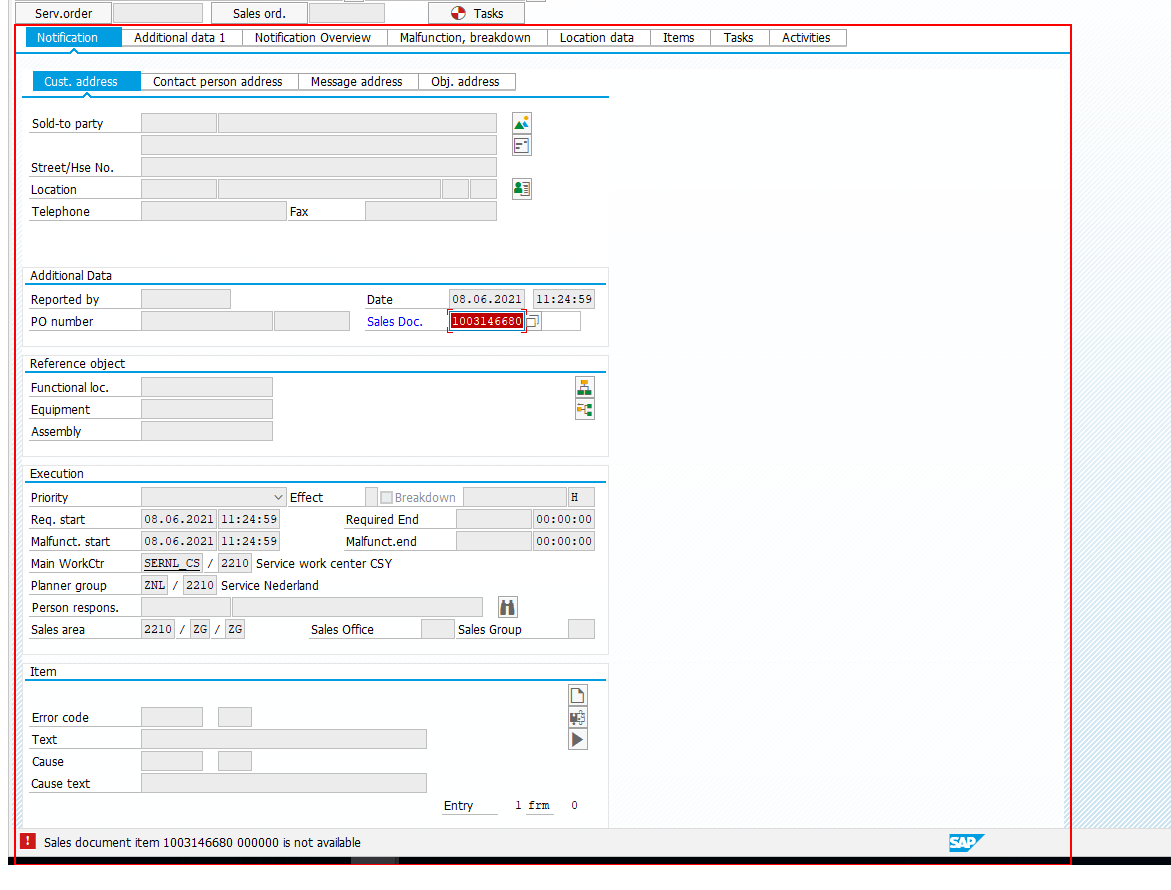 Serv.order Sales ord. Tasks
Notification Additional data 1 Notification Overview Malfunction, breakdown Location data Items Tasks Activities
Cust. address Contact person address Message address Obj. address
Sold-to party
Street/Hse No.
Location
Telephone Fax
Additional Data
Reported by Date 08.06.2021 11:24:59
PO number Sales Doc. 1003146680
Reference object
Functional loc.
Equipment
Assembly
Execution
Priority Effect Breakdown H
Req. start 08.06.2021 11:24:59 Required End 00:00:00
Malfunct. start 08.06.2021 11:24:59 Malfunct.end 00:00:00
Main WorkCtr SERNL_CS / 2210 Service work center CSY
Planner group ZNL / 2210 Service Nederland
Person respons.
Sales area 2210 / ZG / ZG Sales Office Sales Group
Item
Error code
Text
Cause
Cause text
Entry 1 frm 0
! Sales document item 1003146680 000000 is not available SAP